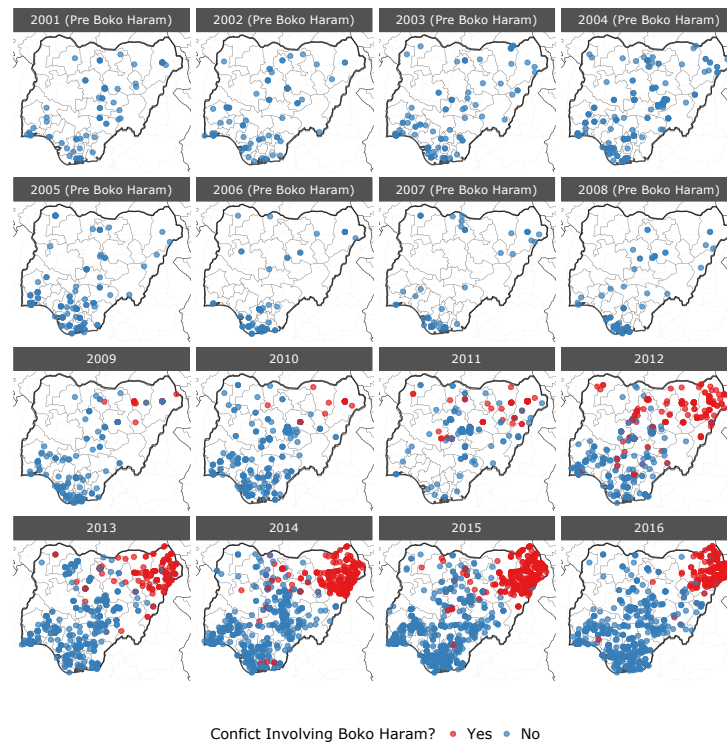 2001 (Pre Boko Haram) 2002 (Pre Boko Haram) 2003 (Pre Boko Haram) 2004 (Pre Boko Haram)
2005 (Pre Boko Haram) 2006 (Pre Boko Haram) 2007 (Pre Boko Haram) 2008 (Pre Boko Haram)
2009 2010 2011 2012
2013 2014 2015 2016
Confict Involving Boko Haram? Yes No